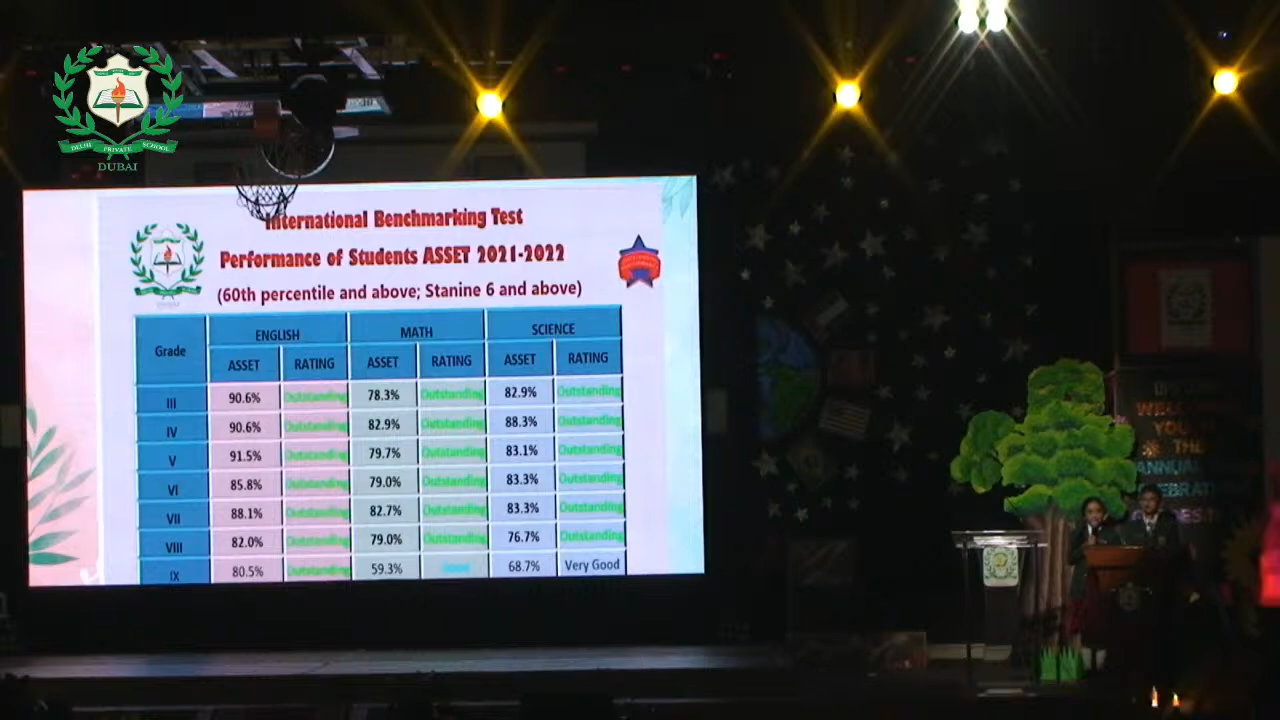 DELHI PRIVATE SCHOOL
DUBAI
International Benchmarking Test
Performance of Students ASSET 2021-2022
(60th percentile and above; Stanine 6 and above)
Grade ENGLISH MATH SCIENCE
ASSET RATING ASSET RATING ASSET RATING
III 90.6% Outstanding 78.3% Outstanding 82.9% Outstanding
IV 90.6% Outstanding 82.9% Outstanding 88.3% Outstanding
V 91.5% Outstanding 79.7% Outstanding 83.1% Outstanding
VI 85.8% Outstanding 79.0% Outstanding 83.3% Outstanding
VII 88.1% Outstanding 82.7% Outstanding 83.3% Outstanding
VIII 82.0% Outstanding 79.0% Outstanding 76.7% Outstanding
IX 80.5% Outstanding 59.3% 68.7% Very Good
WELCOME
YOU
THE
ANNUAL